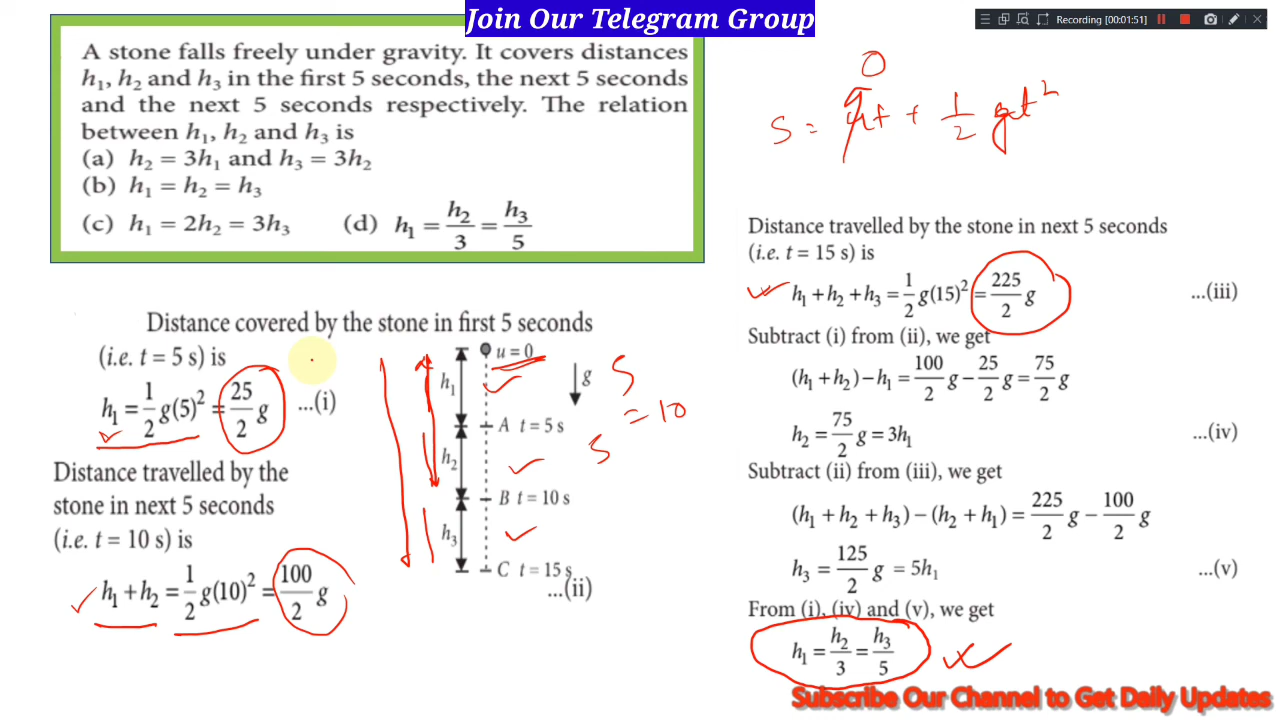 Join Our Telegram Group
Recording [00:01:51]
A stone falls freely under gravity. It covers distances
h₁, h₂ and h₃ in the first 5 seconds, the next 5 seconds
and the next 5 seconds respectively. The relation
between h₁, h₂ and h₃ is
(a) h₂ = 3h₁ and h₃ = 3h₂
(b) h₁ = h₂ = h₃
(c) h₁ = 2h₂ = 3h₃ (d) h₁ = h₂/3 = h₃/5
0
s = ut + 1/2 gt²
Distance covered by the stone in first 5 seconds
(i.e. t = 5 s) is
h₁ = 1/2 g(5)² = 25/2 g ...(i)
Distance travelled by the
stone in next 5 seconds
(i.e. t = 10 s) is
h₁ + h₂ = 1/2 g(10)² = 100/2 g ...(ii)
u = 0
h₁
g
A t = 5 s
h₂
B t = 10 s
h₃
C t = 15 s
S
= 10
S
Distance travelled by the stone in next 5 seconds
(i.e. t = 15 s) is
h₁ + h₂ + h₃ = 1/2 g(15)² = 225/2 g ...(iii)
Subtract (i) from (ii), we get
(h₁ + h₂) – h₁ = 100/2 g – 25/2 g = 75/2 g
h₂ = 75/2 g = 3h₁ ...(iv)
Subtract (ii) from (iii), we get
(h₁ + h₂ + h₃) – (h₂ + h₁) = 225/2 g – 100/2 g
h₃ = 125/2 g = 5h₁ ...(v)
From (i), (iv) and (v), we get
h₁ = h₂/3 = h₃/5
Subscribe Our Channel to Get Daily Updates